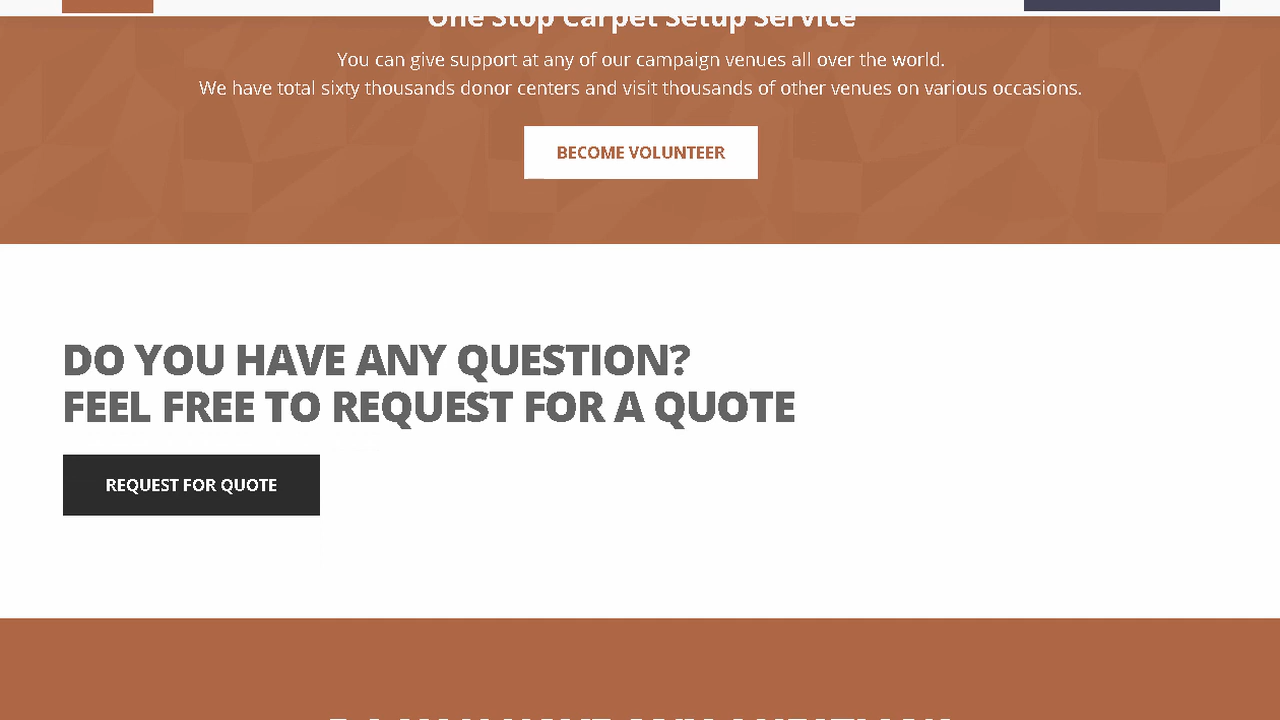 One Stop Carpet Setup Service
You can give support at any of our campaign venues all over the world.
We have total sixty thousands donor centers and visit thousands of other venues on various occasions.
BECOME VOLUNTEER
DO YOU HAVE ANY QUESTION?
FEEL FREE TO REQUEST FOR A QUOTE
REQUEST FOR QUOTE